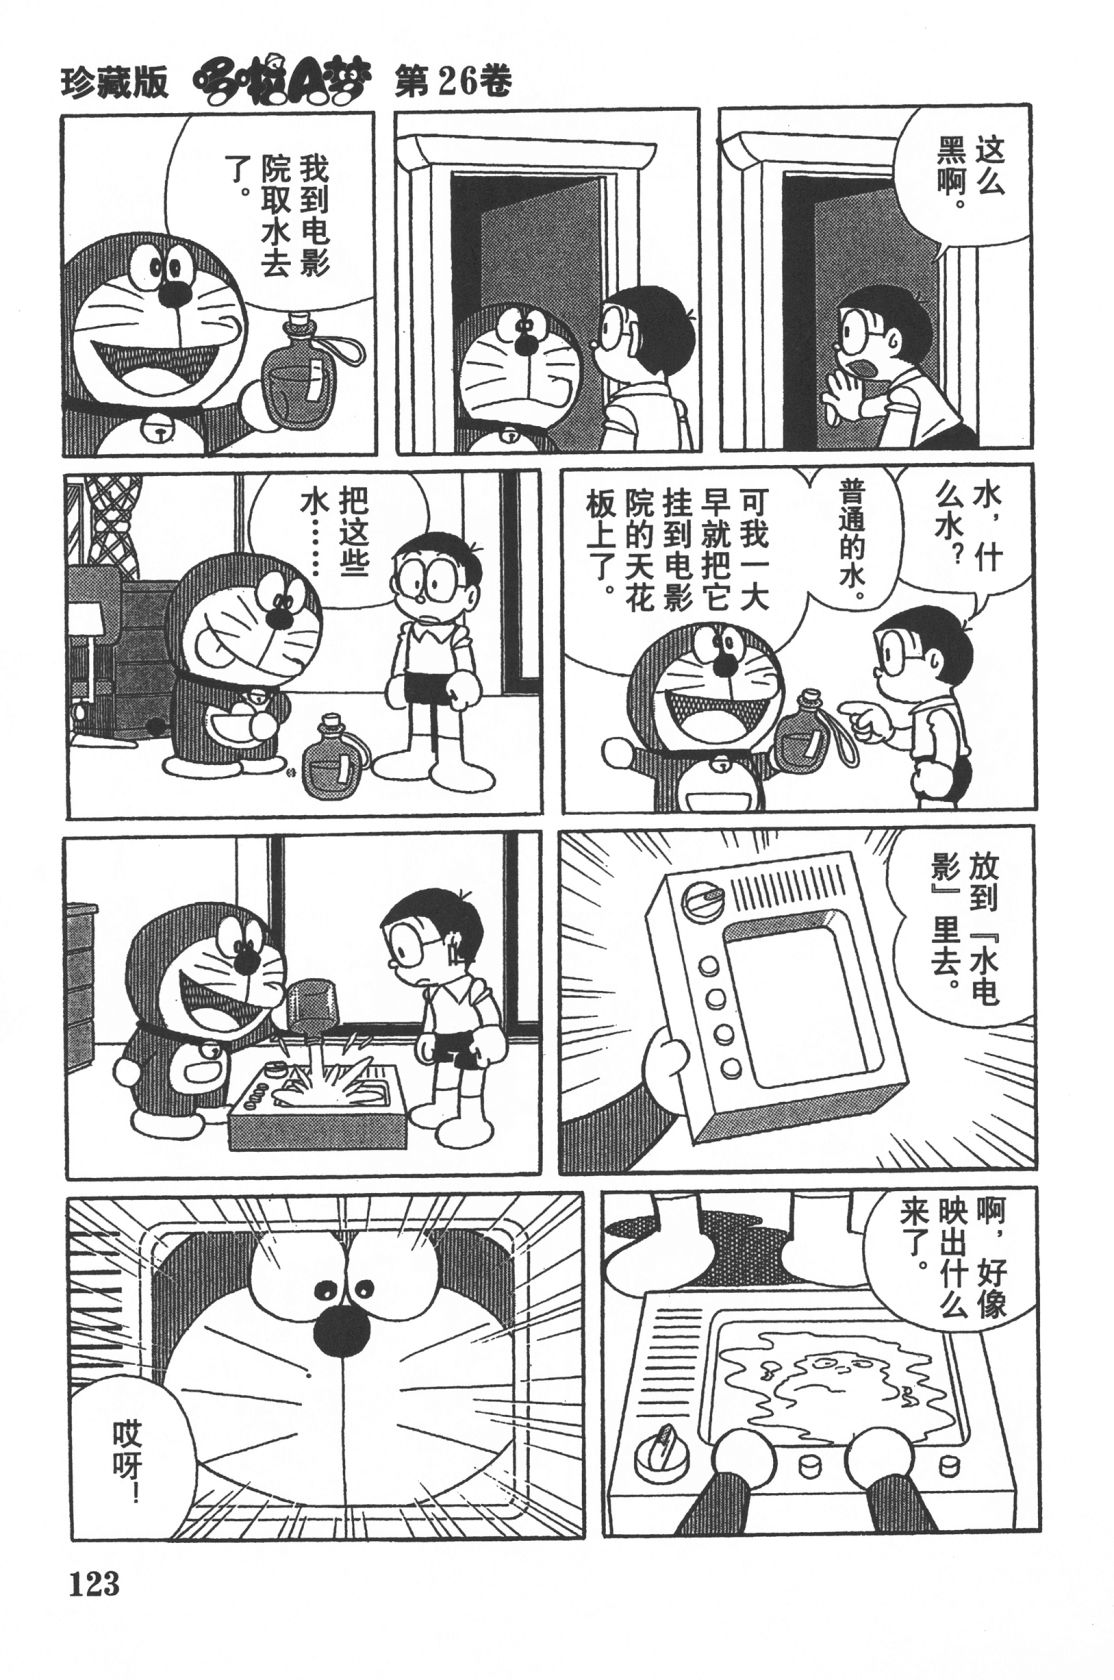 珍藏版 哆啦A梦 第26卷
这么
黑啊。
我到电影
院取水去
了。
水，什
么水？
普通的水。
可我一大
早就把它
挂到电影
院的天花
板上了。
把这些
水……
放到『水电
影』里去。
啊，好像
映出什么
来了。
哎呀！
123